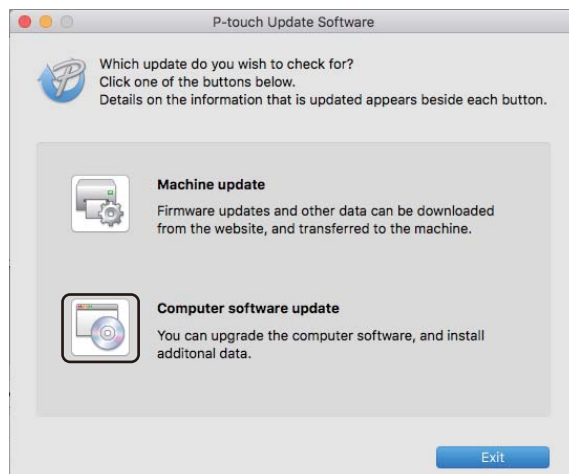 P-touch Update Software
Which update do you wish to check for?
Click one of the buttons below.
Details on the information that is updated appears beside each button.
Machine update
Firmware updates and other data can be downloaded
from the website, and transferred to the machine.
Computer software update
You can upgrade the computer software, and install
additonal data.
Exit